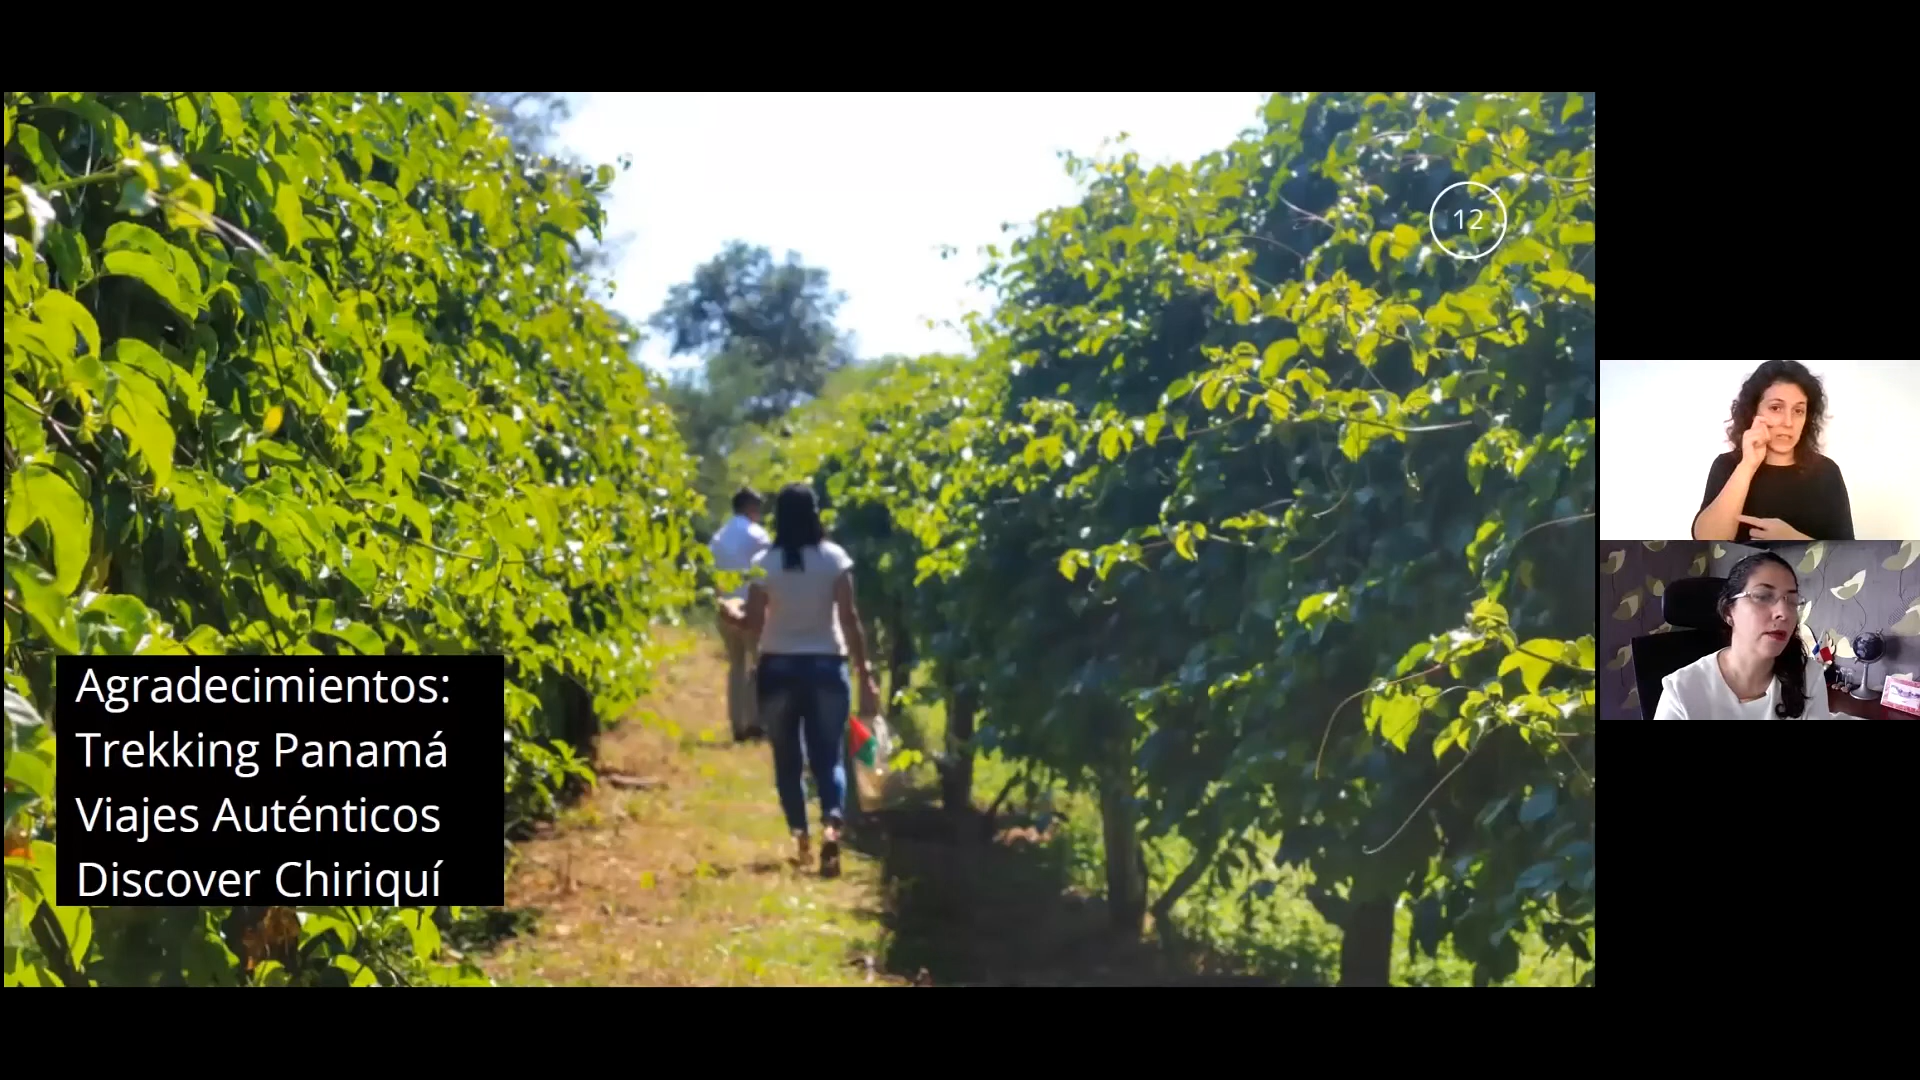 12
Agradecimientos:
Trekking Panamá
Viajes Auténticos
Discover Chiriquí